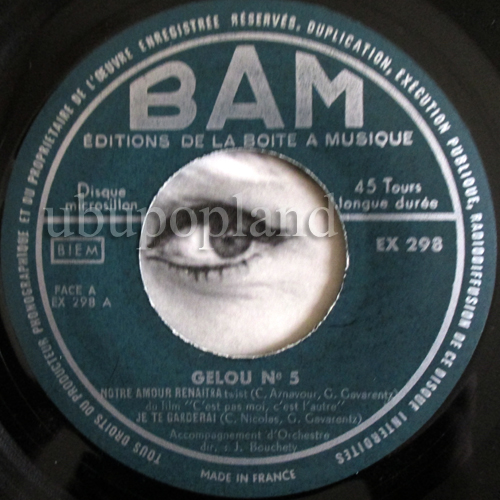 TOUS DROITS DU PRODUCTEUR PHONOGRAPHIQUE ET DU PROPRIETAIRE DE L'ŒUVRE ENREGISTRÉE RÉSERVÉS, DUPLICATION, EXÉCUTION PUBLIQUE, RADIODIFFUSION DE CE DISQUE INTERDITES
BAM
ÉDITIONS DE LA BOITE A MUSIQUE
Disque
microsillon
45 Tours
longue durée
ubupopland
BIEM
EX 298
FACE A
EX 298 A
GELOU Nº 5
NOTRE AMOUR RENAITRA twist (C. Arnavour, G. Gavarentz)
du film "C'est pas moi, c'est l'autre"
JE TE GARDERAI (C. Nicolas, G. Gavarentz)
Accompagnement d'Orchestre
dir. : J. Bouchety
MADE IN FRANCE